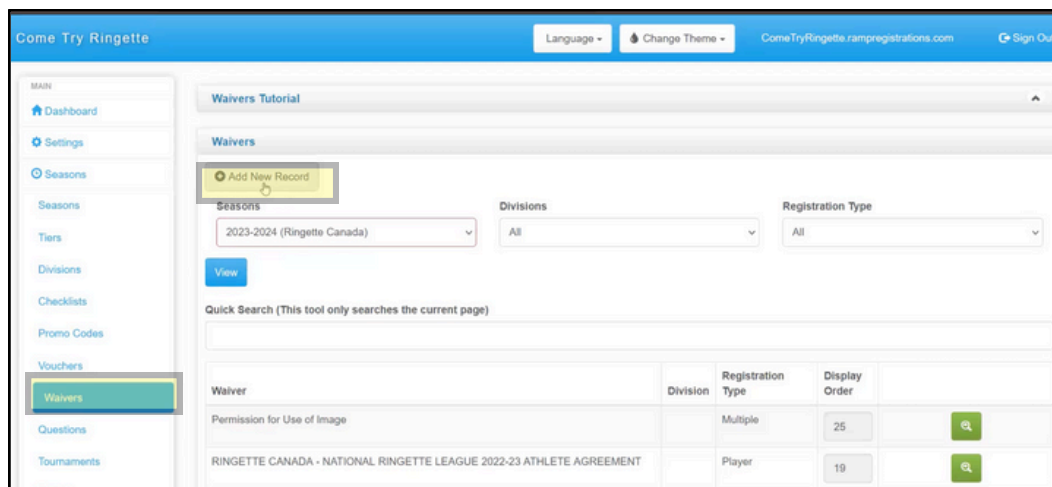 Come Try Ringette
Language
Change Theme
ComeTryRingette.rampregistrations.com
Sign Ou
MAIN
Dashboard
Settings
Seasons
Seasons
Tiers
Divisions
Checklists
Promo Codes
Vouchers
Waivers
Questions
Tournaments
Waivers Tutorial
Waivers
Add New Record
Seasons
Divisions
Registration Type
2023-2024 (Ringette Canada)
All
All
View
Quick Search (This tool only searches the current page)
Waiver
Division
Registration Type
Display Order
Permission for Use of Image
Multiple
25
RINGETTE CANADA - NATIONAL RINGETTE LEAGUE 2022-23 ATHLETE AGREEMENT
Player
19